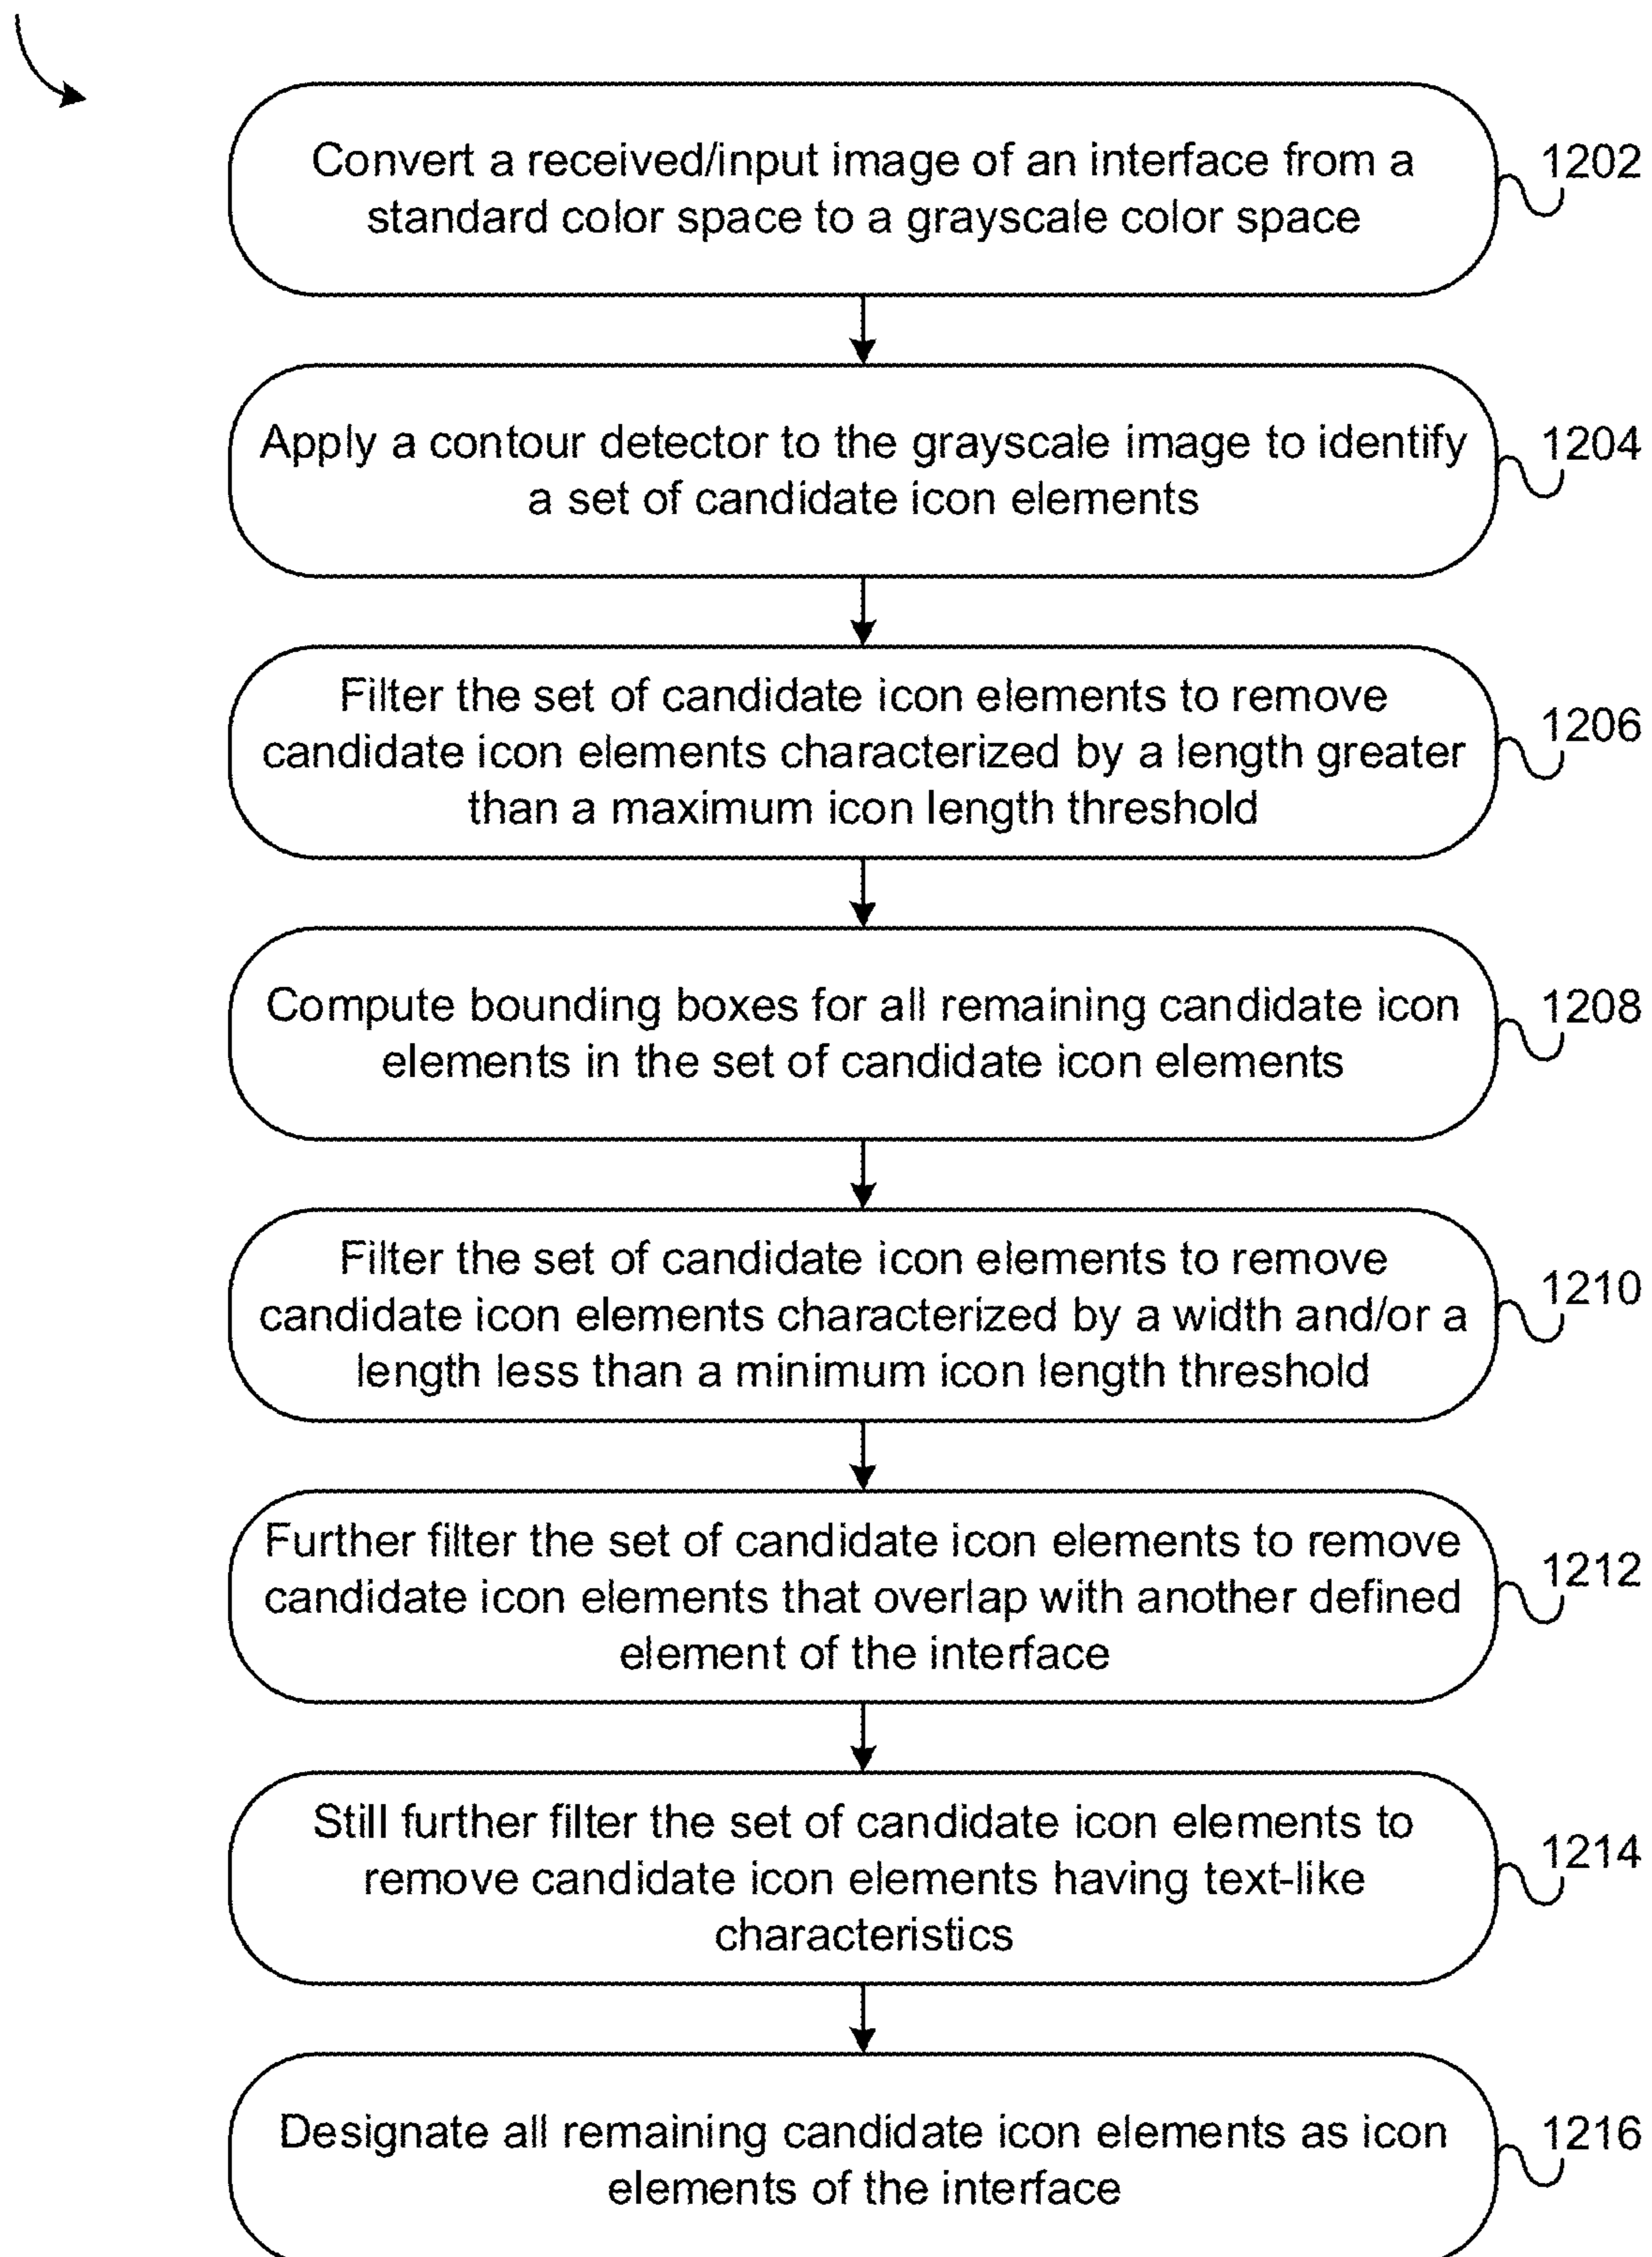 Convert a received/input image of an interface from a
standard color space to a grayscale color space
1202
Apply a contour detector to the grayscale image to identify
a set of candidate icon elements
1204
Filter the set of candidate icon elements to remove
candidate icon elements characterized by a length greater
than a maximum icon length threshold
1206
Compute bounding boxes for all remaining candidate icon
elements in the set of candidate icon elements
1208
Filter the set of candidate icon elements to remove
candidate icon elements characterized by a width and/or a
length less than a minimum icon length threshold
1210
Further filter the set of candidate icon elements to remove
candidate icon elements that overlap with another defined
element of the interface
1212
Still further filter the set of candidate icon elements to
remove candidate icon elements having text-like
characteristics
1214
Designate all remaining candidate icon elements as icon
elements of the interface
1216